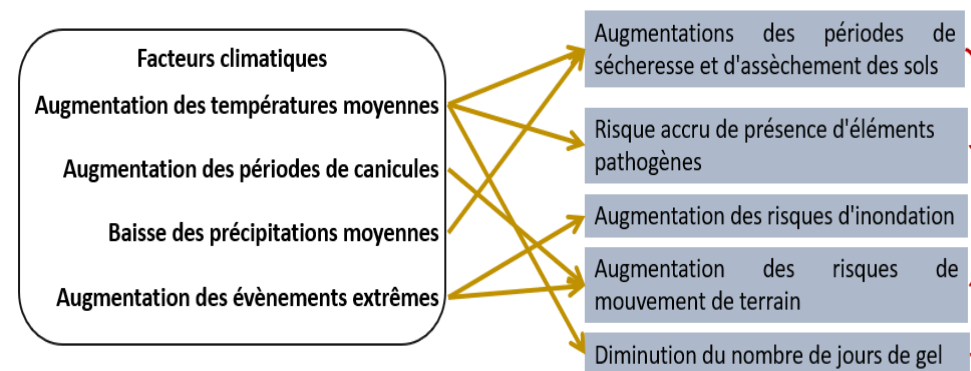 Facteurs climatiques
Augmentation des températures moyennes
Augmentation des périodes de canicules
Baisse des précipitations moyennes
Augmentation des évènements extrêmes
Augmentations des périodes de
sécheresse et d'assèchement des sols
Risque accru de présence d'éléments
pathogènes
Augmentation des risques d'inondation
Augmentation des risques de
mouvement de terrain
Diminution du nombre de jours de gel